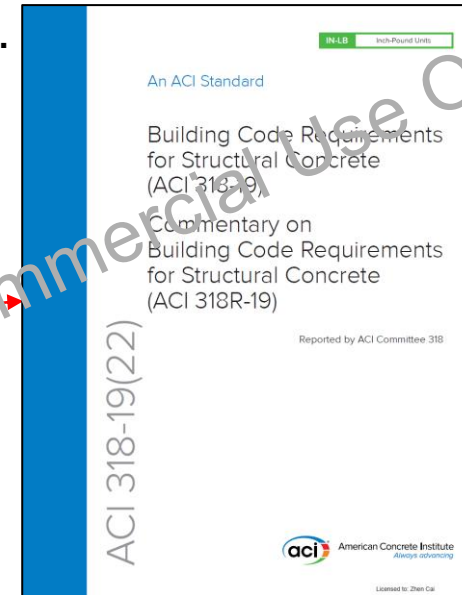 .
IN-LB Inch-Pound Units
An ACI Standard
Building Code Requirements
for Structural Concrete
(ACI 318-19)
Commentary on
Building Code Requirements
for Structural Concrete
(ACI 318R-19)
Reported by ACI Committee 318
ACI 318-19(22)
mmercial Use O
aci American Concrete Institute
Always advancing
Licensed to: Zhen Cai